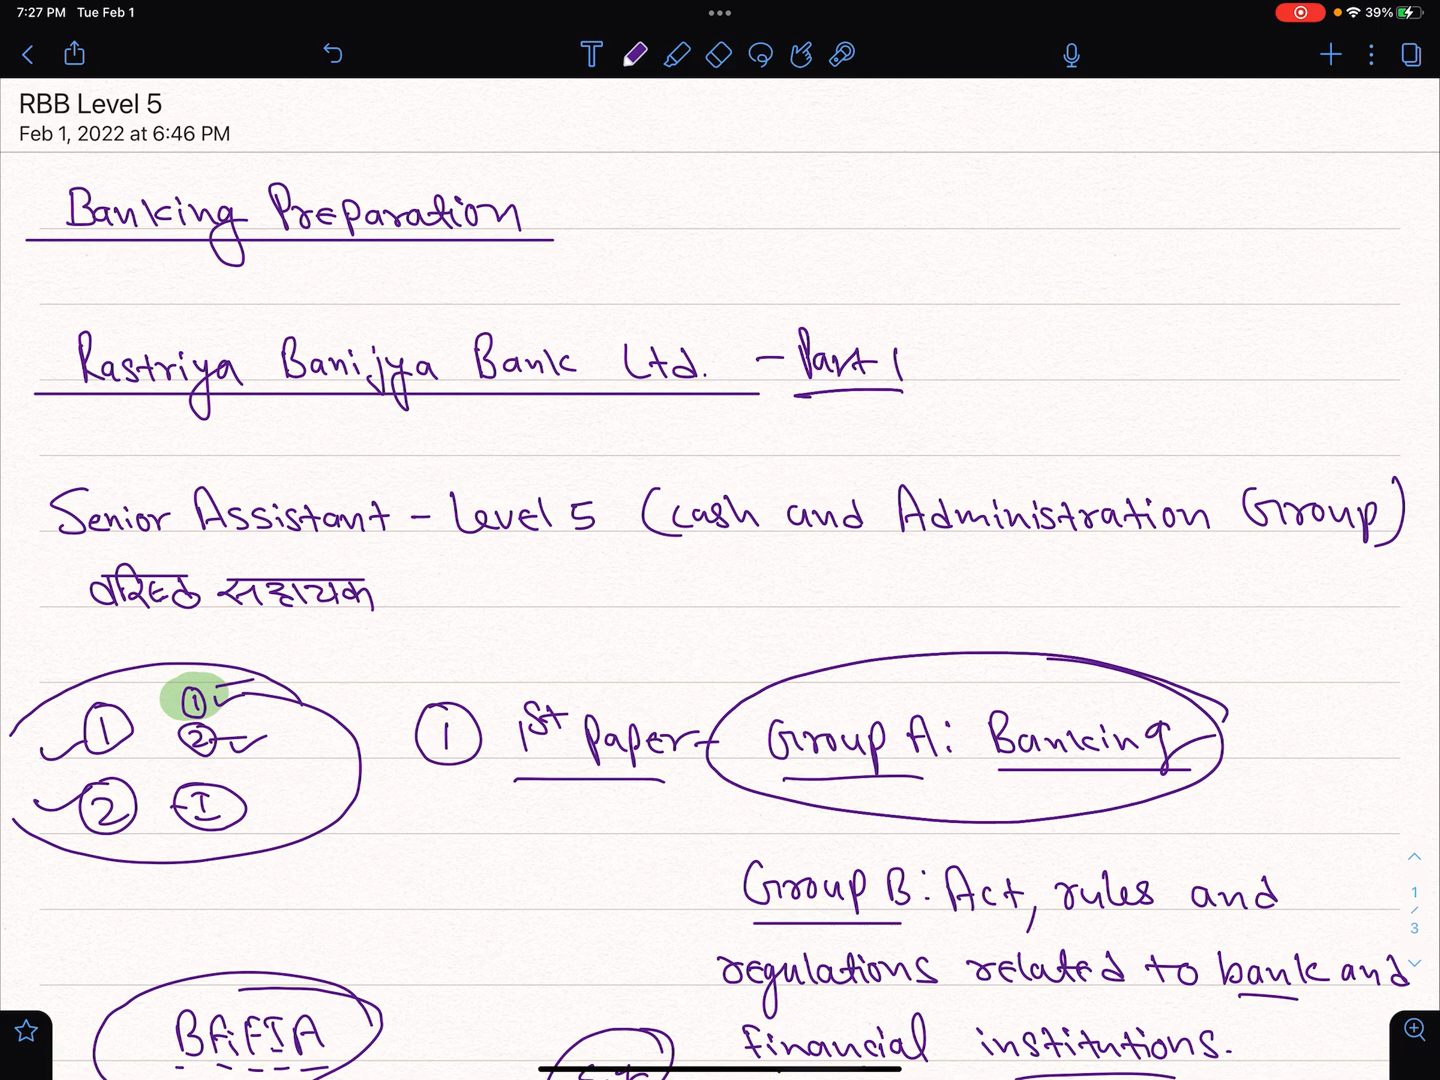 7:27 PM Tue Feb 1
39%
RBB Level 5
Feb 1, 2022 at 6:46 PM
Banking Preparation
Rastriya Banijya Bank Ltd. - Part 1
Senior Assistant - Level 5 (Cash and Administration Group)
वरिष्ठ सहायक
① ①
②
② I
① 1st Paper - Group A: Banking
Group B: Act, rules and
regulations related to bank and
financial institutions.
BAFIA
1
/
3